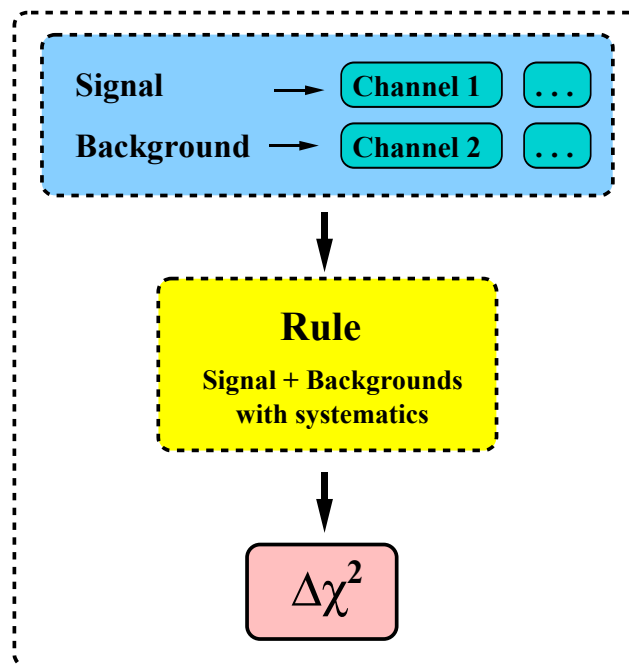 Signal → Channel 1 ...
Background → Channel 2 ...
Rule
Signal + Backgrounds
with systematics
Δχ²